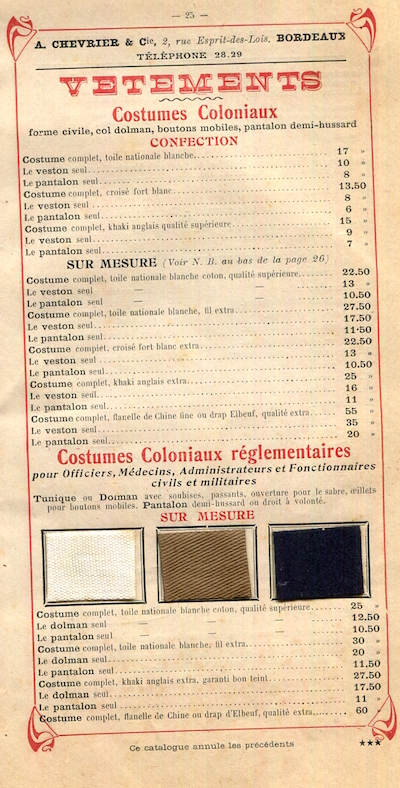 — 25 —
A. CHEVRIER & Cie, 2, rue Esprit-des-Lois, BORDEAUX
TÉLÉPHONE 28.29
VETEMENTS
Costumes Coloniaux
forme civile, col dolman, boutons mobiles, pantalon demi-hussard
CONFECTION
Costume complet, toile nationale blanche. 17 »
Le veston seul 10 »
Le pantalon seul 8 »
Costume complet, croisé fort blanc 13.50
Le veston seul 8 »
Le pantalon seul 6 »
Costume complet, khaki anglais qualité supérieure 15 »
Le veston seul 9 »
Le pantalon seul 7 »
SUR MESURE (Voir N. B. au bas de la page 26)
Costume complet, toile nationale blanche coton, qualité supérieure 22.50
Le veston seul — — 13 »
Le pantalon seul — — 10.50
Costume complet, toile nationale blanche, fil extra 27.50
Le veston seul 17.50
Le pantalon seul 11·50
Costume complet, croisé fort blanc extra 22.50
Le veston seul 13 »
Le pantalon seul 10.50
Costume complet, khaki anglais extra 25 »
Le veston seul 16 »
Le pantalon seul 11 »
Costume complet, flanelle de Chine fine ou drap Elbeuf, qualité extra 55 »
Le veston seul 35 »
Le pantalon seul 20 »
Costumes Coloniaux réglementaires
pour Officiers, Médecins, Administrateurs et Fonctionnaires
civils et militaires
Tunique ou Dolman avec soubises, passants, ouverture pour le sabre, œillets
pour boutons mobiles. Pantalon demi-hussard ou droit à volonté.
SUR MESURE
Costume complet, toile nationale blanche coton, qualité supérieure 25 »
Le dolman seul — — 12.50
Le pantalon seul — — 10.50
Costume complet, toile nationale blanche, fil extra 30 »
Le dolman seul 20 »
Le pantalon seul 11.50
Costume complet, khaki anglais extra, garanti bon teint 27.50
Le dolman seul 17.50
Le pantalon seul 11 »
Costume complet, flanelle de Chine ou drap d'Elbeuf, qualité extra 60 »
Ce catalogue annule les précédents ★★★